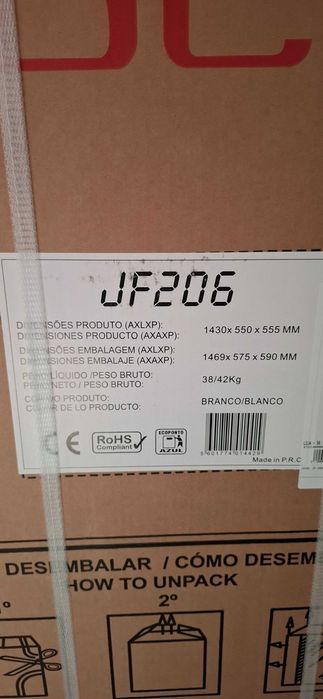 JF206
DIMENSÕES PRODUTO (AXLXP):
DIMENSIONES PRODUCTO (AXAXP): 1430x 550 x 555 MM
DIMENSÕES EMBALAGEM (AXLXP):
DIMENSIONES EMBALAJE (AXAXP): 1469x 575 x 590 MM
PESO LÍQUIDO /PESO BRUTO:
PESO NETO / PESO BRUTO: 38/42Kg
COR DO PRODUTO:
COLOR DE LO PRODUCTO: BRANCO/BLANCO
CE
RoHS
Compliant
ECOPONTO
AZUL
Made in P.R.C
DESEMBALAR / CÓMO DESEM
HOW TO UNPACK
1º
2º